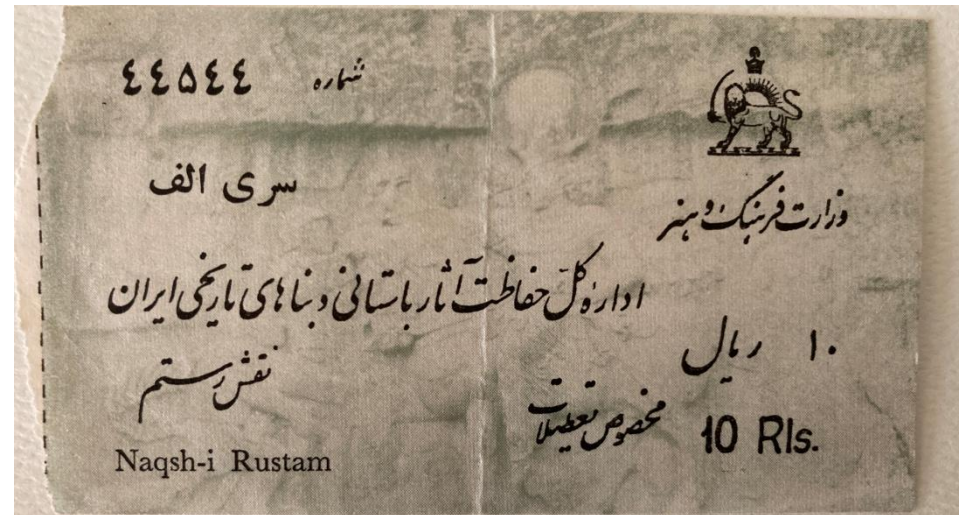 شماره ٤٤٥٤٤
سری الف
وزارت فرهنگ و هنر
اداره کل حفاظت آثار باستانی و بناهای تاریخی ایران
نقش رستم
۱۰ ریال
مخصوص تعطیلات
10 Rls.
Naqsh-i Rustam